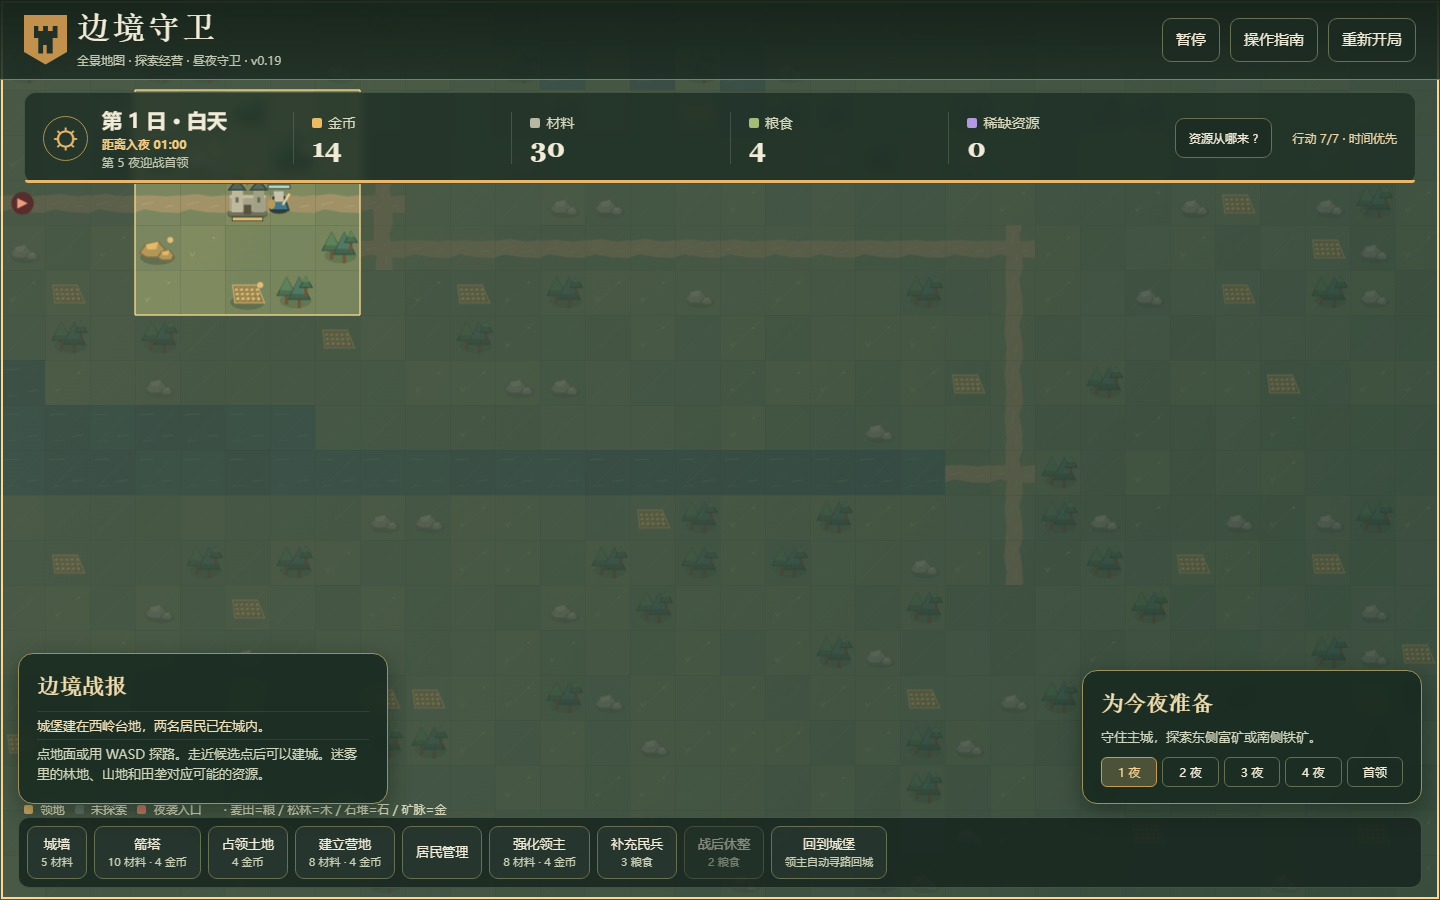 边境守卫
全景地图 · 探索经营 · 昼夜守卫 · v0.19
暂停
操作指南
重新开局
第 1 日 · 白天
距离入夜 01:00
第 5 夜迎战首领
金币
14
材料
30
粮食
4
稀缺资源
0
资源从哪来？
行动 7/7 · 时间优先
边境战报
城堡建在西岭台地，两名居民已在城内。
点地面或用 WASD 探路。走近候选点后可以建城。迷雾
里的林地、山地和田垄对应可能的资源。
为今夜准备
守住主城，探索东侧富矿或南侧铁矿。
1 夜
2 夜
3 夜
4 夜
首领
领地 未探索 夜袭入口 · 麦田=粮 / 松林=木 / 石堆=石 / 矿脉=金
城墙
5 材料
箭塔
10 材料 · 4 金币
占领土地
4 金币
建立营地
8 材料 · 4 金币
居民管理
强化领主
8 材料 · 4 金币
补充民兵
3 粮食
战后休整
2 粮食
回到城堡
领主自动寻路回城